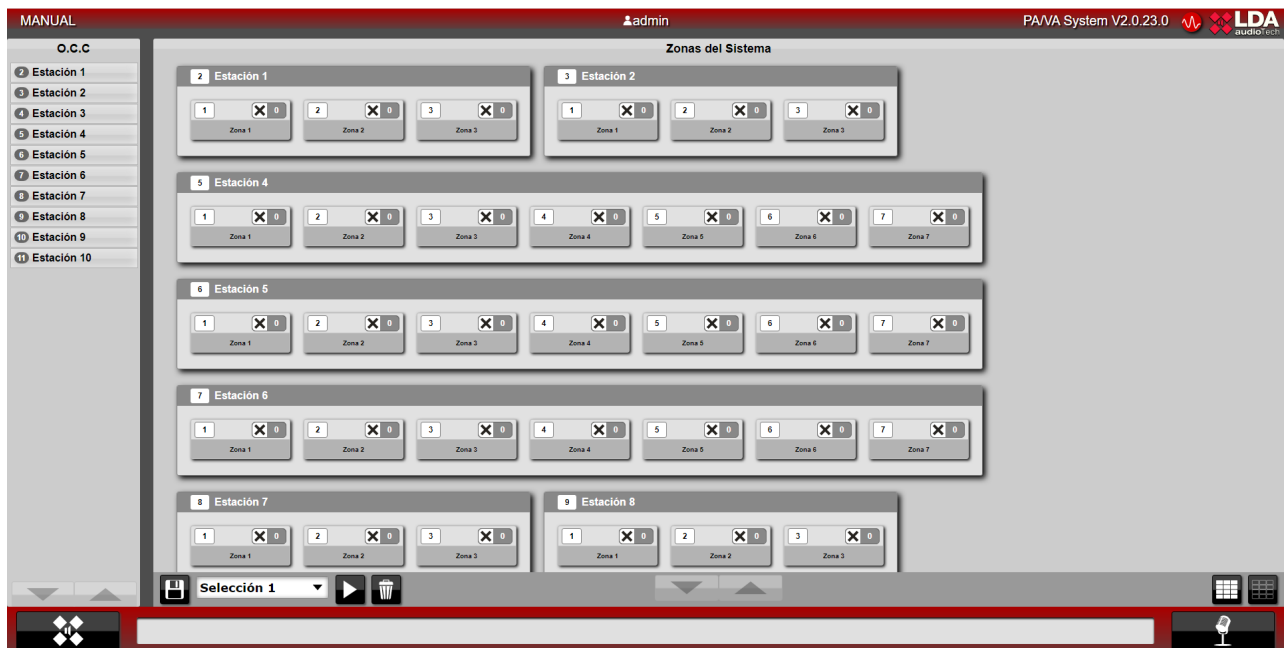 MANUAL
admin
PA/VA System V2.0.23.0
LDA
audioTech
O.C.C
2 Estación 1
3 Estación 2
4 Estación 3
5 Estación 4
6 Estación 5
7 Estación 6
8 Estación 7
9 Estación 8
10 Estación 9
11 Estación 10
Zonas del Sistema
2 Estación 1
1 0 2 0 3 0
Zona 1 Zona 2 Zona 3
3 Estación 2
1 0 2 0 3 0
Zona 1 Zona 2 Zona 3
5 Estación 4
1 0 2 0 3 0 4 0 5 0 6 0 7 0
Zona 1 Zona 2 Zona 3 Zona 4 Zona 5 Zona 6 Zona 7
6 Estación 5
1 0 2 0 3 0 4 0 5 0 6 0 7 0
Zona 1 Zona 2 Zona 3 Zona 4 Zona 5 Zona 6 Zona 7
7 Estación 6
1 0 2 0 3 0 4 0 5 0 6 0 7 0
Zona 1 Zona 2 Zona 3 Zona 4 Zona 5 Zona 6 Zona 7
8 Estación 7
1 0 2 0 3 0
Zona 1 Zona 2 Zona 3
9 Estación 8
1 0 2 0 3 0
Zona 1 Zona 2 Zona 3
Selección 1